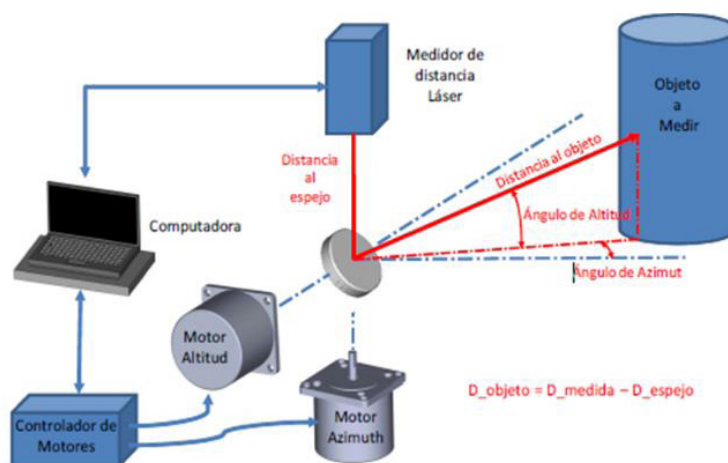 Medidor de
distancia
Láser
Objeto
a
Medir
Distancia
al
espejo
Distancia al objeto
Ángulo de Altitud
Ángulo de Azimut
Computadora
Motor
Altitud
Controlador de
Motores
Motor
Azimuth
D_objeto = D_medida – D_espejo